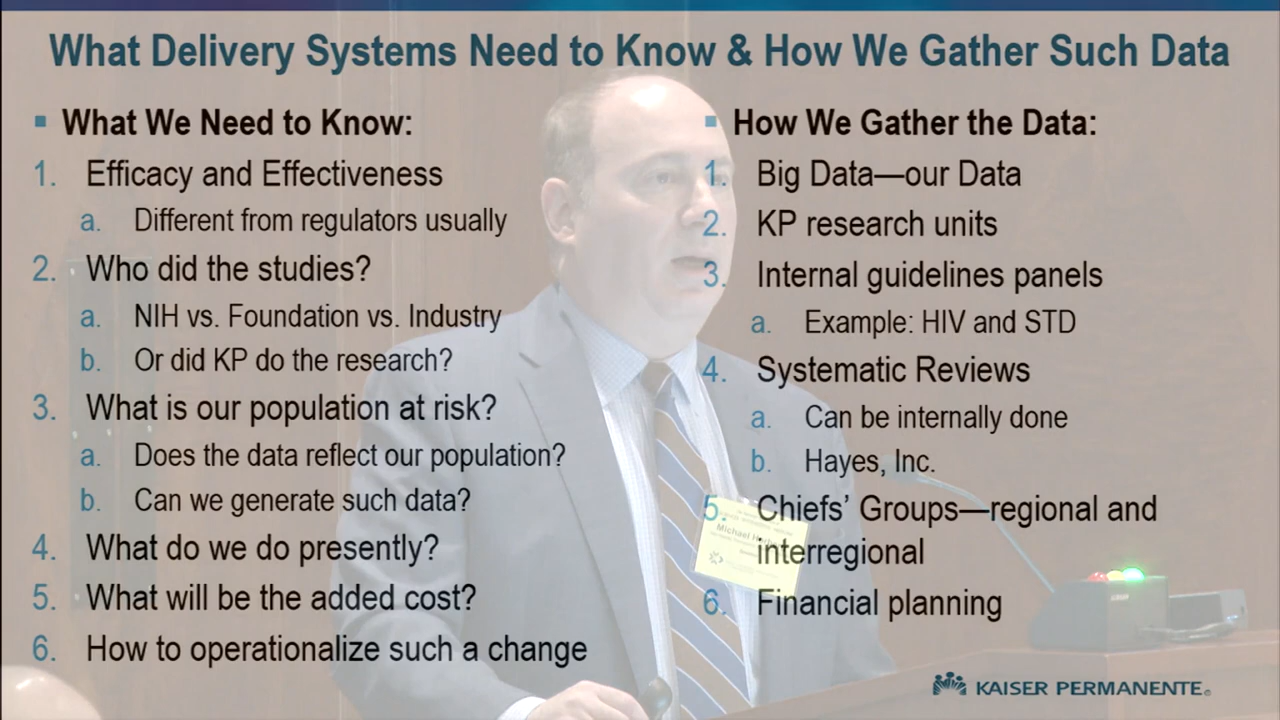 What Delivery Systems Need to Know & How We Gather Such Data
▪ What We Need to Know:
1. Efficacy and Effectiveness
a. Different from regulators usually
2. Who did the studies?
a. NIH vs. Foundation vs. Industry
b. Or did KP do the research?
3. What is our population at risk?
a. Does the data reflect our population?
b. Can we generate such data?
4. What do we do presently?
5. What will be the added cost?
6. How to operationalize such a change
▪ How We Gather the Data:
1. Big Data—our Data
2. KP research units
3. Internal guidelines panels
a. Example: HIV and STD
4. Systematic Reviews
a. Can be internally done
b. Hayes, Inc.
5. Chiefs' Groups—regional and
interregional
6. Financial planning
Michael
KAISER PERMANENTE®